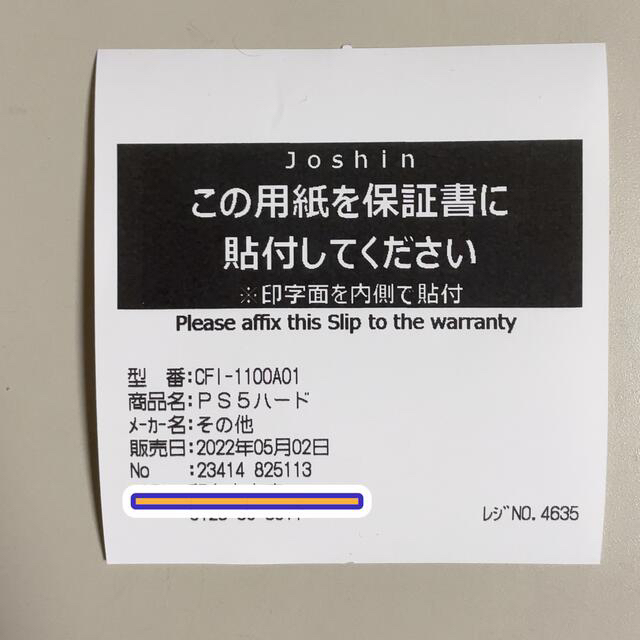 Joshin
この用紙を保証書に
貼付してください
※印字面を内側で貼付
Please affix this Slip to the warranty
型 番:CFI-1100A01
商品名:PS5ハード
メーカー名:その他
販売日:2022年05月02日
No :23414 825113
レジNO. 4635